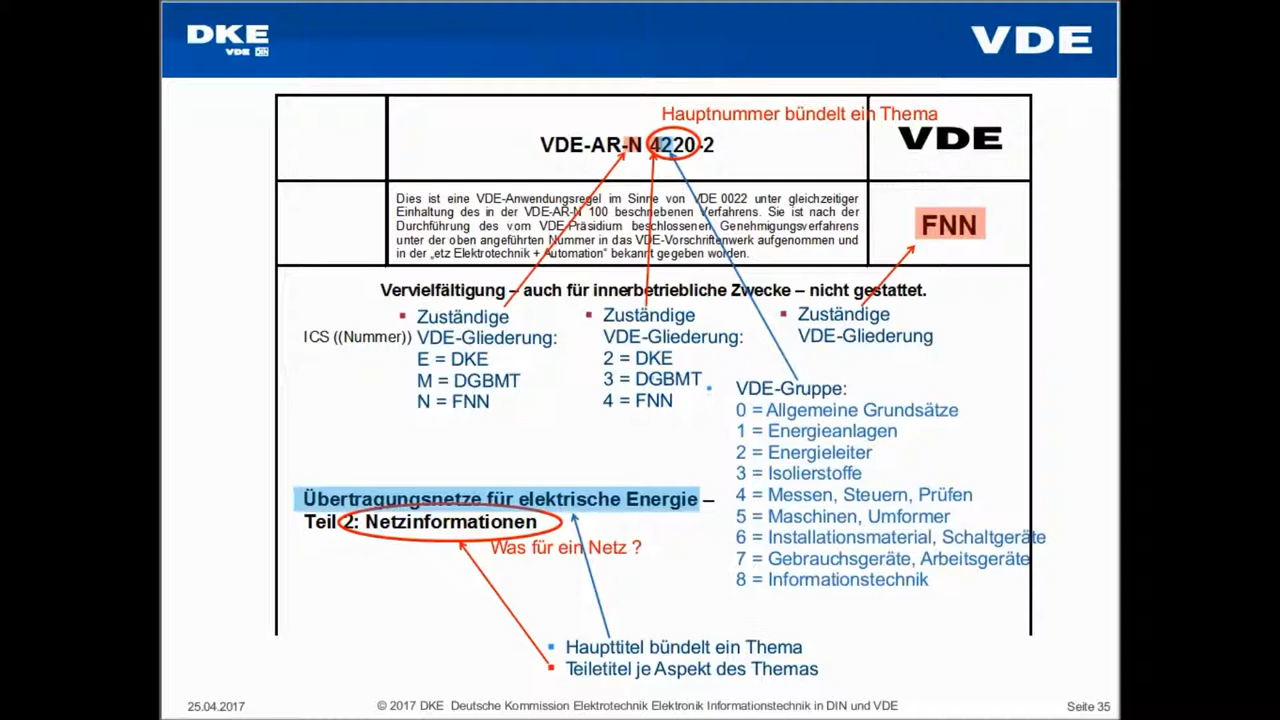 DKE
VDE DIN
VDE
Hauptnummer bündelt ein Thema
VDE-AR-N 4220-2
VDE
Dies ist eine VDE-Anwendungsregel im Sinne von VDE 0022 unter gleichzeitiger
Einhaltung des in der VDE-AR-N 100 beschriebenen Verfahrens. Sie ist nach der
Durchführung des vom VDE-Präsidium beschlossenen Genehmigungsverfahrens
unter der oben angeführten Nummer in das VDE-Vorschriftenwerk aufgenommen und
in der „etz Elektrotechnik + Automation“ bekannt gegeben worden.
FNN
Vervielfältigung – auch für innerbetriebliche Zwecke – nicht gestattet.
ICS ((Nummer))
▪ Zuständige
VDE-Gliederung:
E = DKE
M = DGBMT
N = FNN
▪ Zuständige
VDE-Gliederung:
2 = DKE
3 = DGBMT
4 = FNN
▪ Zuständige
VDE-Gliederung
▪ VDE-Gruppe:
0 = Allgemeine Grundsätze
1 = Energieanlagen
2 = Energieleiter
3 = Isolierstoffe
4 = Messen, Steuern, Prüfen
5 = Maschinen, Umformer
6 = Installationsmaterial, Schaltgeräte
7 = Gebrauchsgeräte, Arbeitsgeräte
8 = Informationstechnik
Übertragungsnetze für elektrische Energie –
Teil 2: Netzinformationen
Was für ein Netz ?
▪ Haupttitel bündelt ein Thema
▪ Teiletitel je Aspekt des Themas
25.04.2017
© 2017 DKE Deutsche Kommission Elektrotechnik Elektronik Informationstechnik in DIN und VDE
Seite 35